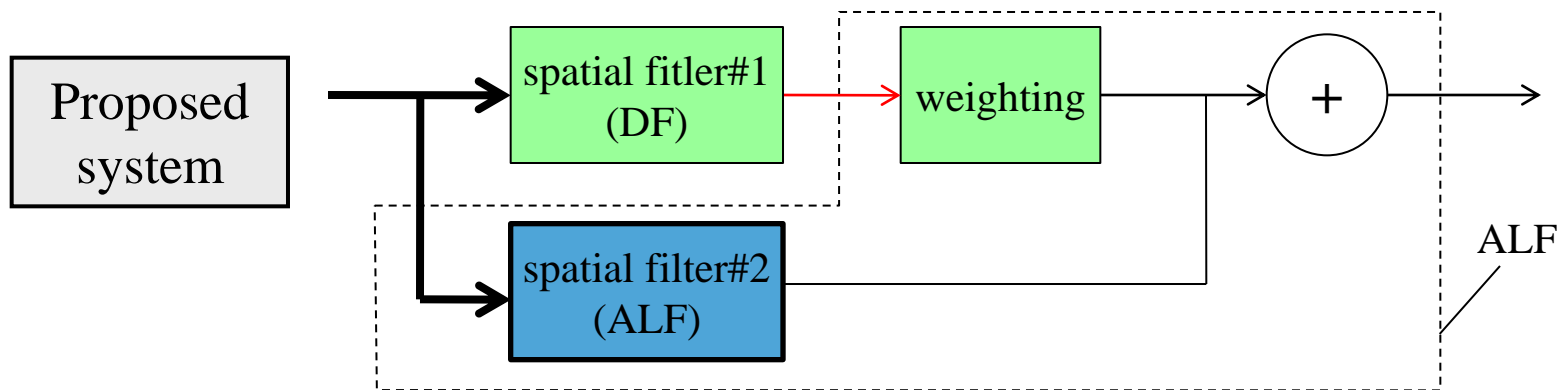 Proposed
system
spatial fitler#1
(DF)
weighting
+
spatial filter#2
(ALF)
ALF